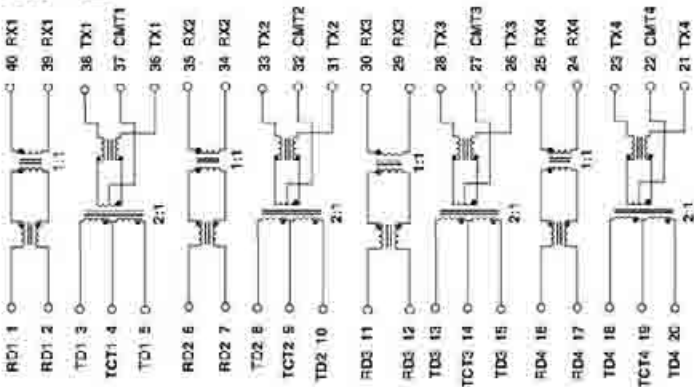 40 RX1
39 RX1
38 TX1
37 CMT1
36 TX1
35 RX2
34 RX2
33 TX2
32 CMT2
31 TX2
30 RX3
29 RX3
28 TX3
27 CMT3
26 TX3
25 RX4
24 RX4
23 TX4
22 CMT4
21 TX4
1:1
2:1
1:1
2:1
1:1
2:1
1:1
2:1
RD1 1
RD1 2
TD1 3
TCT1 4
TD1 5
RD2 6
RD2 7
TD2 8
TCT2 9
TD2 10
RD3 11
RD3 12
TD3 13
TCT3 14
TD3 15
RD4 16
RD4 17
TD4 18
TCT4 19
TD4 20